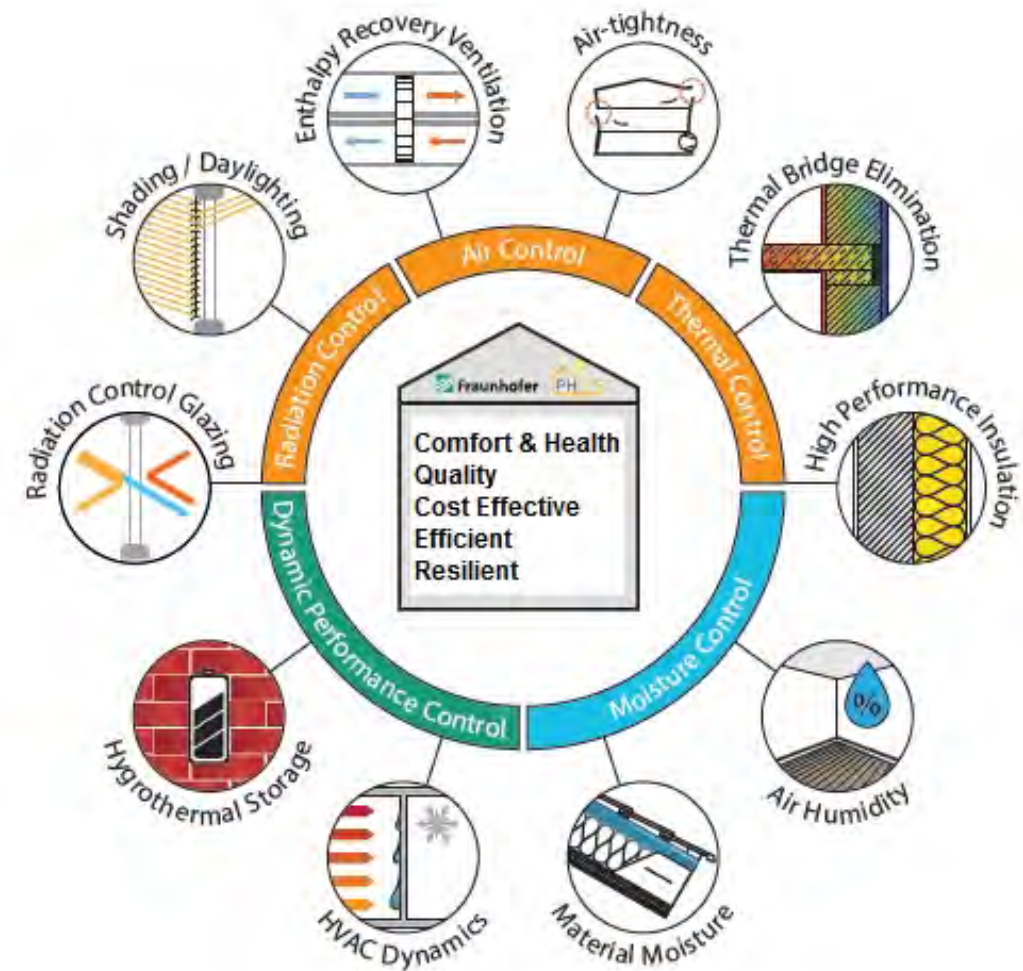 Enthalpy Recovery Ventilation
Air-tightness
Shading / Daylighting
Thermal Bridge Elimination
Air Control
Radiation Control
Thermal Control
Fraunhofer
PH
Radiation Control Glazing
High Performance Insulation
Comfort & Health
Quality
Cost Effective
Efficient
Resilient
Dynamic Performance Control
Moisture Control
%
Hygrothermal Storage
Air Humidity
HVAC Dynamics
Material Moisture